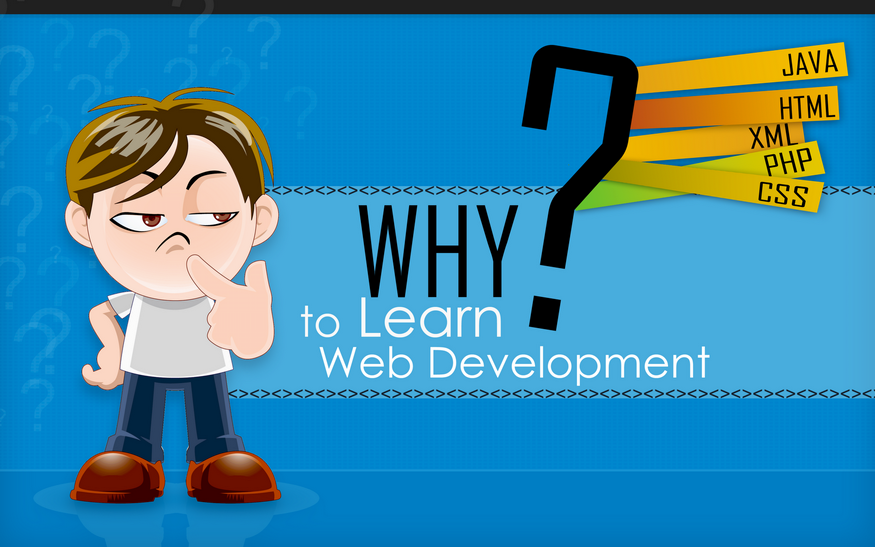 JAVA
HTML
XML
PHP
CSS
WHY?
to Learn
Web Development